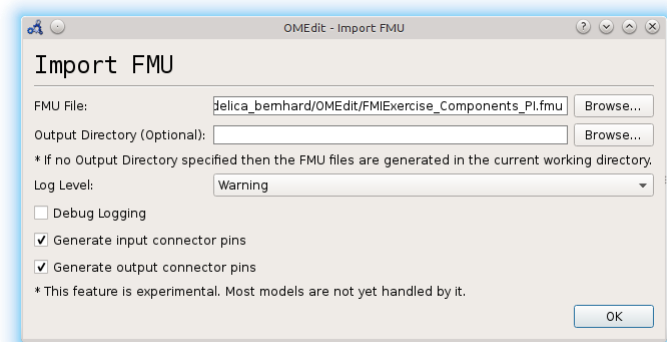 OMEdit - Import FMU
Import FMU
FMU File: delica_bernhard/OMEdit/FMIExercise_Components_PI.fmu Browse...
Output Directory (Optional): Browse...
* If no Output Directory specified then the FMU files are generated in the current working directory.
Log Level: Warning
Debug Logging
Generate input connector pins
Generate output connector pins
* This feature is experimental. Most models are not yet handled by it.
OK